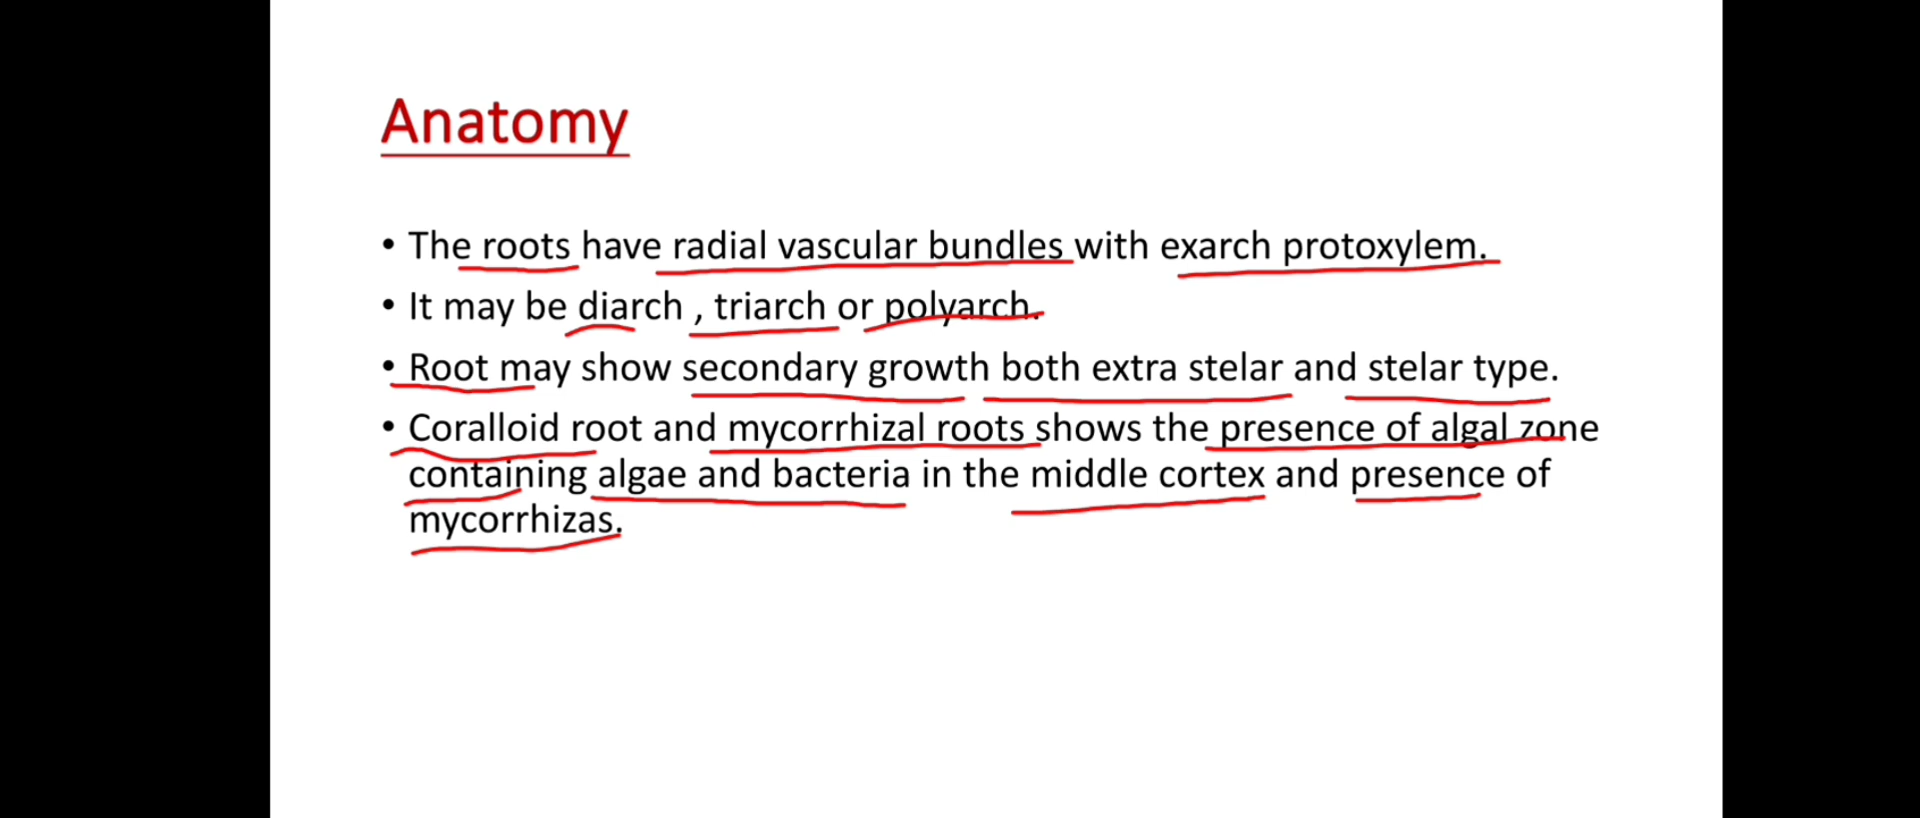 Anatomy
• The roots have radial vascular bundles with exarch protoxylem.
• It may be diarch , triarch or polyarch.
• Root may show secondary growth both extra stelar and stelar type.
• Coralloid root and mycorrhizal roots shows the presence of algal zone
containing algae and bacteria in the middle cortex and presence of
mycorrhizas.